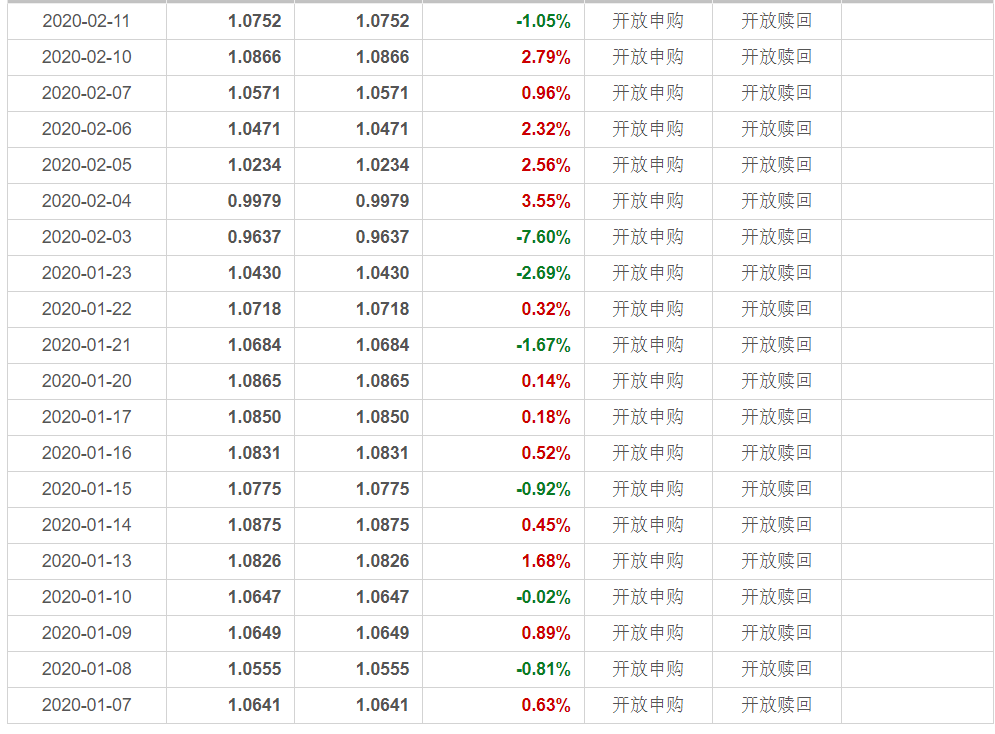 2020-02-11 1.0752 1.0752 -1.05% 开放申购 开放赎回
2020-02-10 1.0866 1.0866 2.79% 开放申购 开放赎回
2020-02-07 1.0571 1.0571 0.96% 开放申购 开放赎回
2020-02-06 1.0471 1.0471 2.32% 开放申购 开放赎回
2020-02-05 1.0234 1.0234 2.56% 开放申购 开放赎回
2020-02-04 0.9979 0.9979 3.55% 开放申购 开放赎回
2020-02-03 0.9637 0.9637 -7.60% 开放申购 开放赎回
2020-01-23 1.0430 1.0430 -2.69% 开放申购 开放赎回
2020-01-22 1.0718 1.0718 0.32% 开放申购 开放赎回
2020-01-21 1.0684 1.0684 -1.67% 开放申购 开放赎回
2020-01-20 1.0865 1.0865 0.14% 开放申购 开放赎回
2020-01-17 1.0850 1.0850 0.18% 开放申购 开放赎回
2020-01-16 1.0831 1.0831 0.52% 开放申购 开放赎回
2020-01-15 1.0775 1.0775 -0.92% 开放申购 开放赎回
2020-01-14 1.0875 1.0875 0.45% 开放申购 开放赎回
2020-01-13 1.0826 1.0826 1.68% 开放申购 开放赎回
2020-01-10 1.0647 1.0647 -0.02% 开放申购 开放赎回
2020-01-09 1.0649 1.0649 0.89% 开放申购 开放赎回
2020-01-08 1.0555 1.0555 -0.81% 开放申购 开放赎回
2020-01-07 1.0641 1.0641 0.63% 开放申购 开放赎回